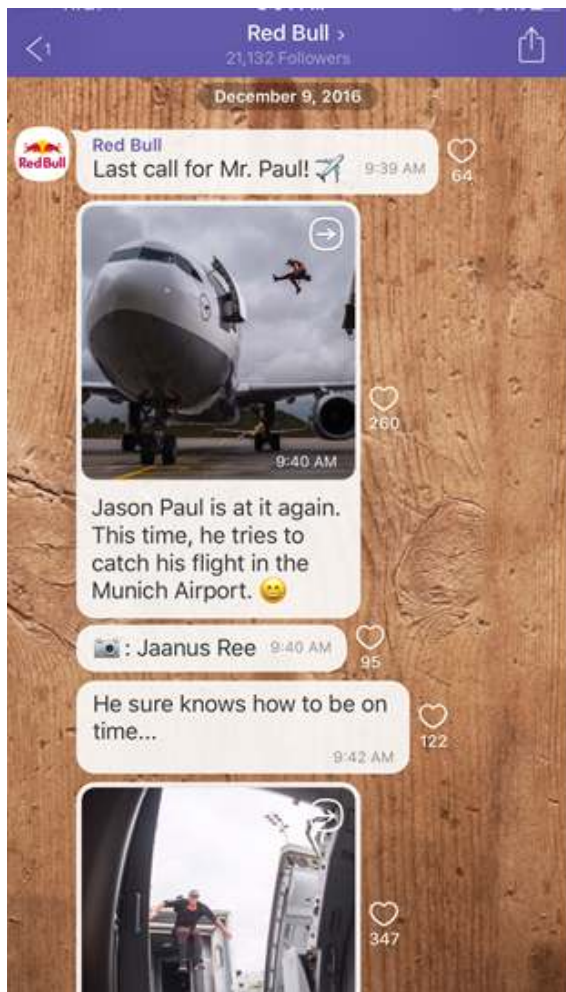 1
Red Bull >
21,132 Followers
December 9, 2016
Red Bull
Red Bull
Last call for Mr. Paul! ✈️ 9:39 AM
64
9:40 AM
260
Jason Paul is at it again.
This time, he tries to
catch his flight in the
Munich Airport. 😄
📷: Jaanus Ree 9:40 AM
95
He sure knows how to be on
time...
9:42 AM
122
347